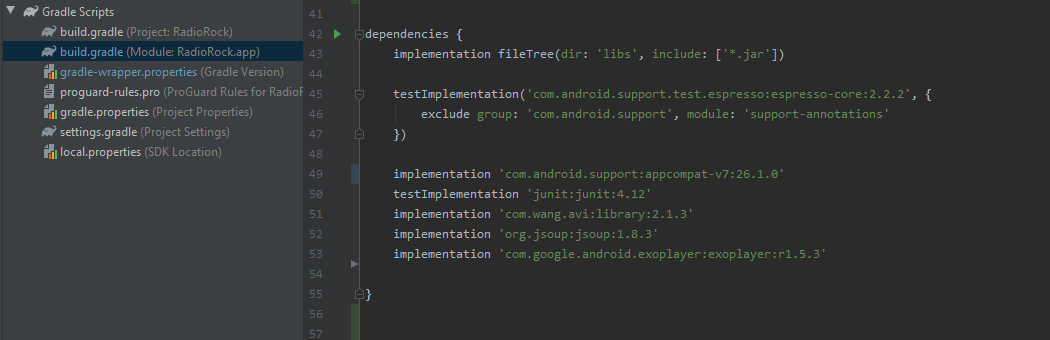 Gradle Scripts
build.gradle (Project: RadioRock)
build.gradle (Module: RadioRock.app)
gradle-wrapper.properties (Gradle Version)
proguard-rules.pro (ProGuard Rules for RadioR
gradle.properties (Project Properties)
settings.gradle (Project Settings)
local.properties (SDK Location)
41
42 dependencies {
43 implementation fileTree(dir: 'libs', include: ['*.jar'])
44
45 testImplementation('com.android.support.test.espresso:espresso-core:2.2.2', {
46 exclude group: 'com.android.support', module: 'support-annotations'
47 })
48
49 implementation 'com.android.support:appcompat-v7:26.1.0'
50 testImplementation 'junit:junit:4.12'
51 implementation 'com.wang.avi:library:2.1.3'
52 implementation 'org.jsoup:jsoup:1.8.3'
53 implementation 'com.google.android.exoplayer:exoplayer:r1.5.3'
54
55 }
56
57